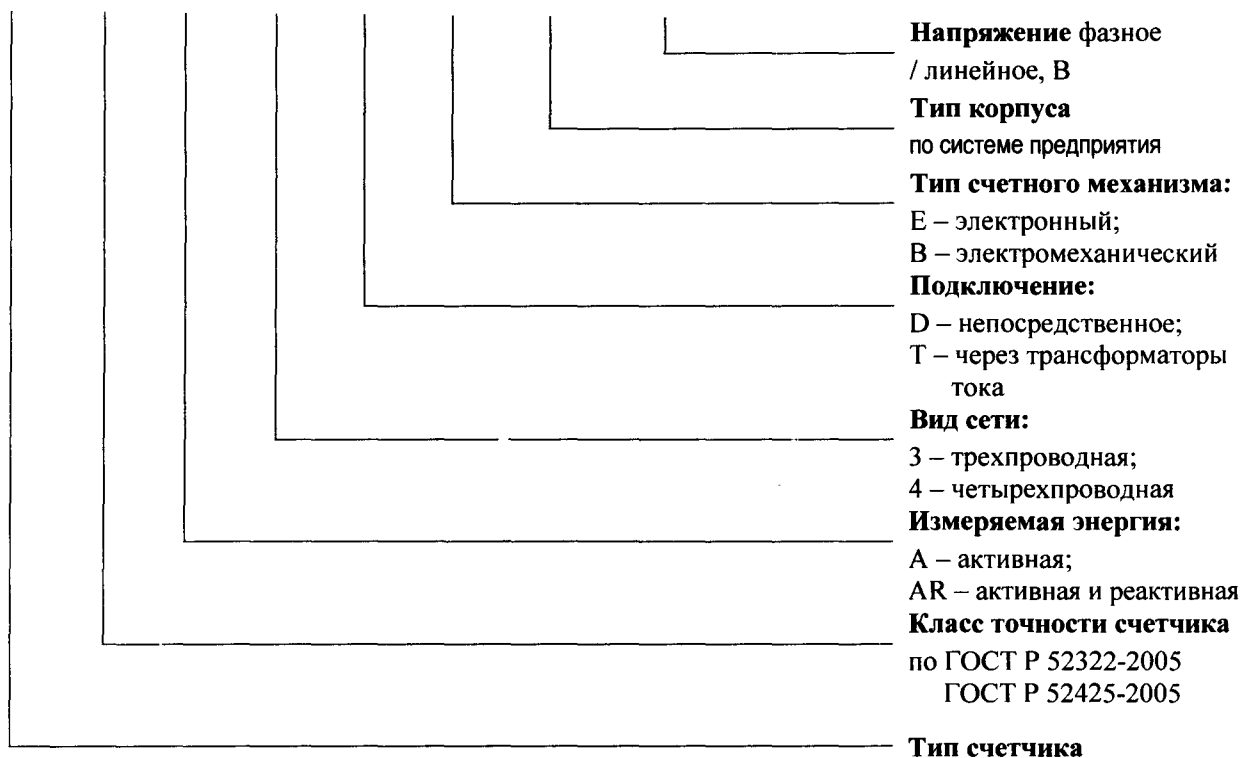 Напряжение фазное
/ линейное, В
Тип корпуса
по системе предприятия
Тип счетного механизма:
Е – электронный;
В – электромеханический
Подключение:
D – непосредственное;
Т – через трансформаторы
тока
Вид сети:
3 – трехпроводная;
4 – четырехпроводная
Измеряемая энергия:
А – активная;
AR – активная и реактивная
Класс точности счетчика
по ГОСТ Р 52322-2005
ГОСТ Р 52425-2005
Тип счетчика